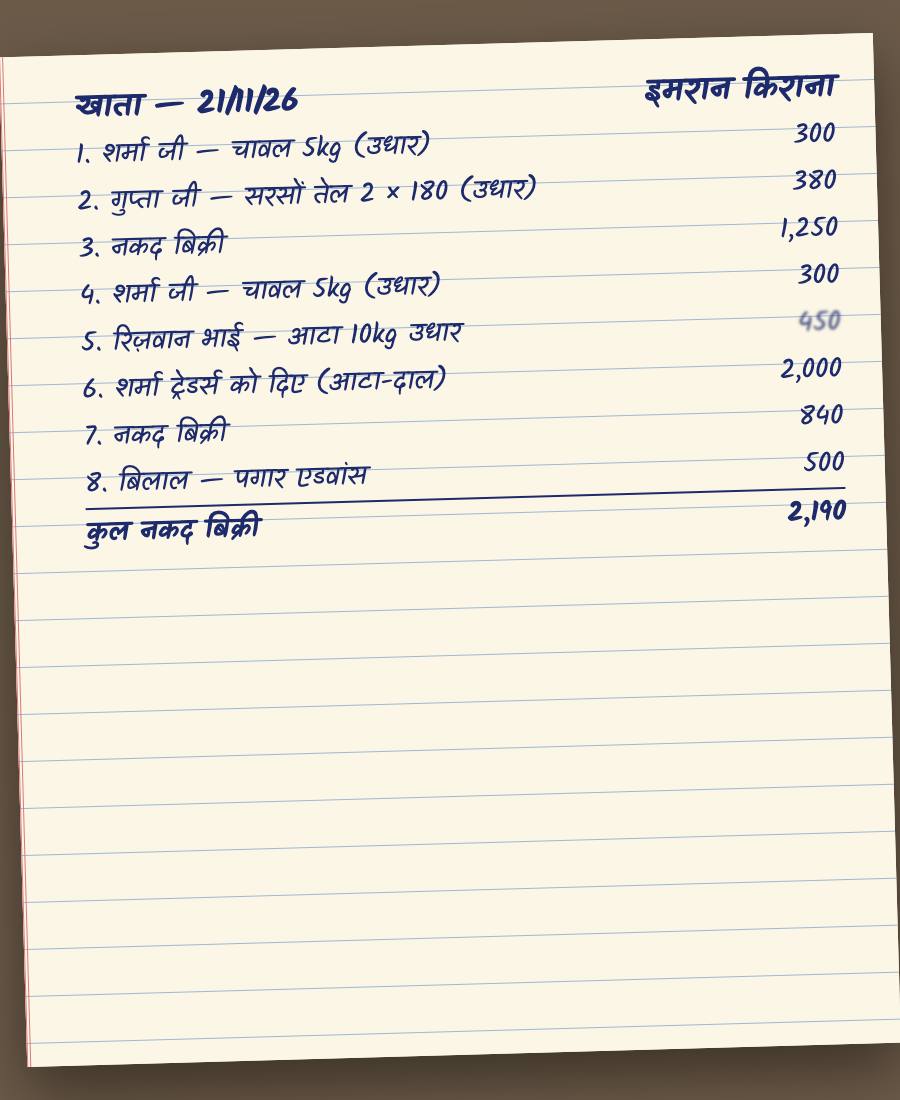 खाता — 21/11/26 इमरान किराना
1. शर्मा जी — चावल 5kg (उधार) 300
2. गुप्ता जी — सरसों तेल 2 × 180 (उधार) 380
3. नकद बिक्री 1,250
4. शर्मा जी — चावल 5kg (उधार) 300
5. रिज़वान भाई — आटा 10kg उधार 450
6. शर्मा ट्रेडर्स को दिए (आटा-दाल) 2,000
7. नकद बिक्री 840
8. बिलाल — पगार एडवांस 500
कुल नकद बिक्री 2,190